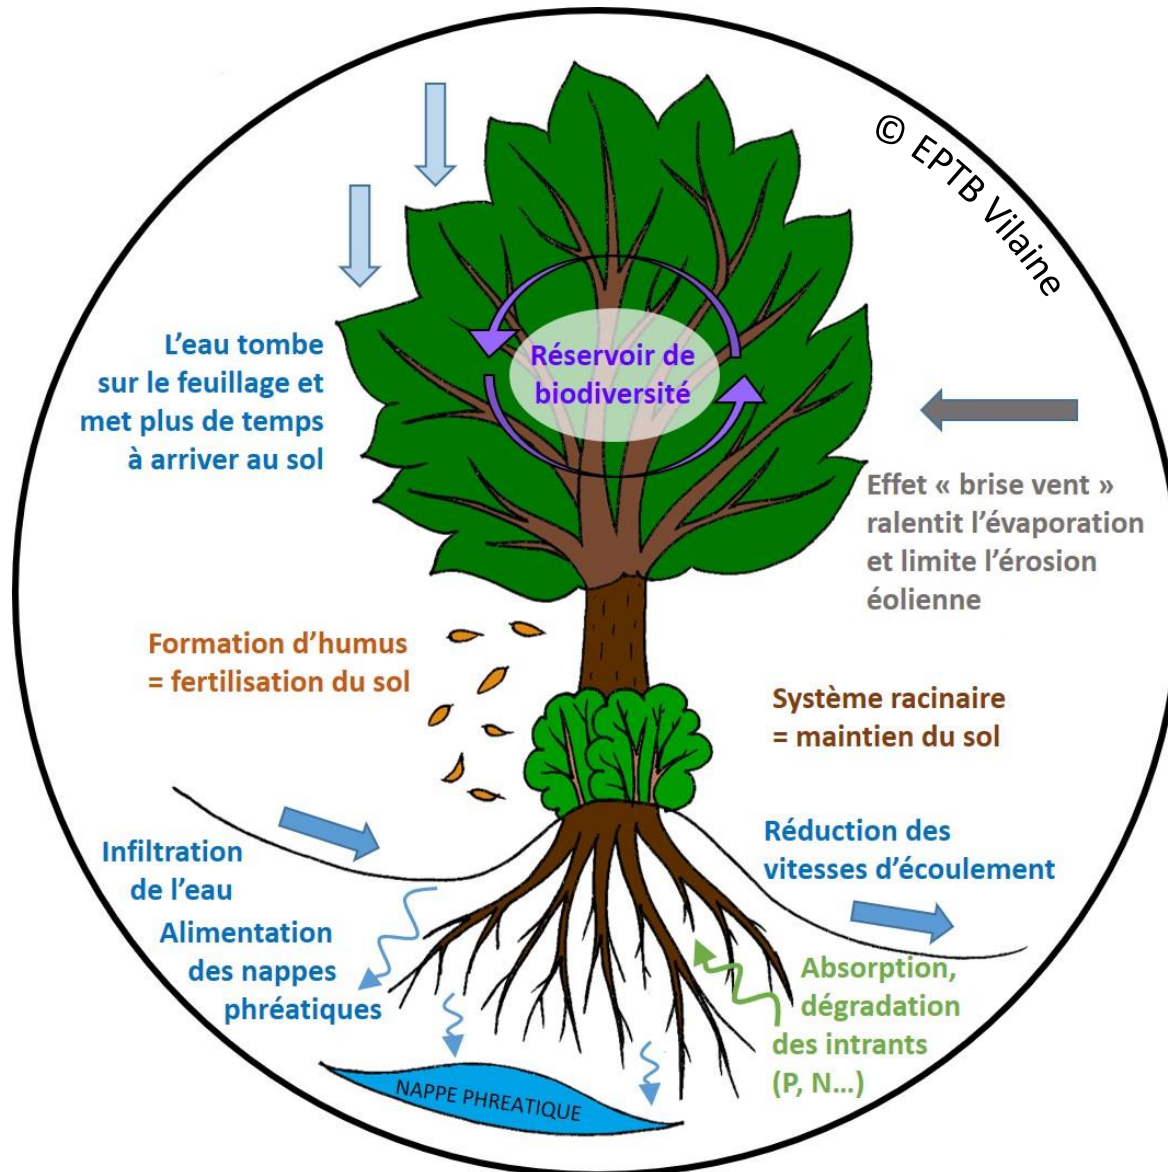 © EPTB Vilaine
Réservoir de
biodiversité
L'eau tombe
sur le feuillage et
met plus de temps
à arriver au sol
Effet « brise vent »
ralentit l'évaporation
et limite l'érosion
éolienne
Formation d'humus
= fertilisation du sol
Système racinaire
= maintien du sol
Infiltration
de l'eau
Réduction des
vitesses d'écoulement
Alimentation
des nappes
phréatiques
Absorption,
dégradation
des intrants
(P, N...)
NAPPE PHREATIQUE